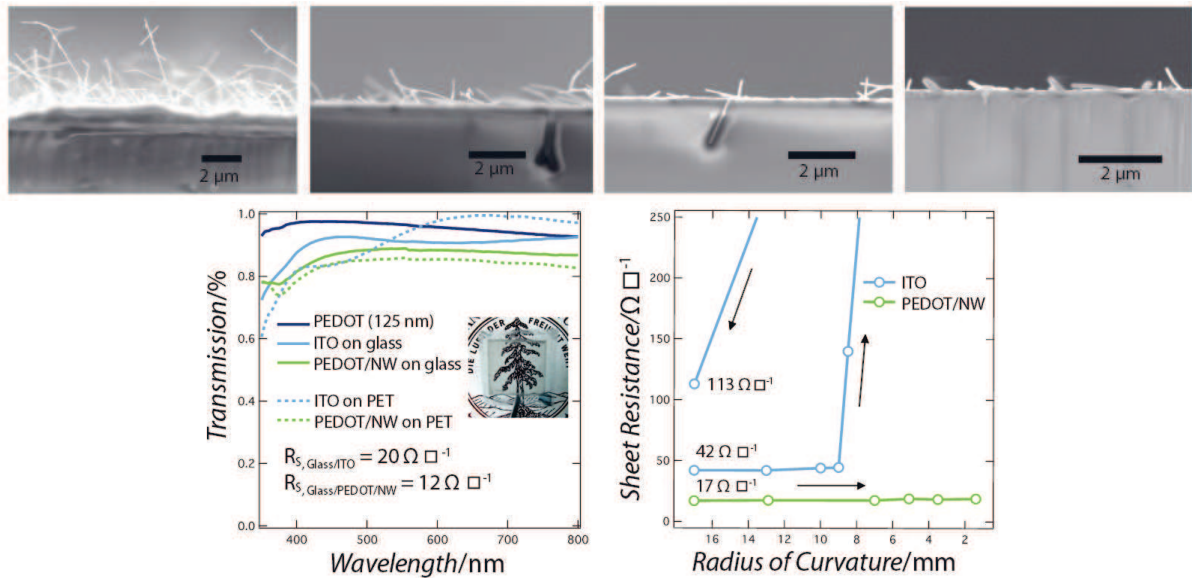 2 µm
2 µm
2 µm
2 µm
Transmission/%
1.0
0.8
0.6
0.4
0.2
0.0
PEDOT (125 nm)
ITO on glass
PEDOT/NW on glass
ITO on PET
PEDOT/NW on PET
R S, Glass/ITO = 20 Ω □⁻¹
R S, Glass/PEDOT/NW = 12 Ω □⁻¹
400 500 600 700 800
Wavelength/nm
Sheet Resistance/Ω □⁻¹
250
200
150
100
50
0
ITO
PEDOT/NW
113 Ω □⁻¹
42 Ω □⁻¹
17 Ω □⁻¹
16 14 12 10 8 6 4 2
Radius of Curvature/mm